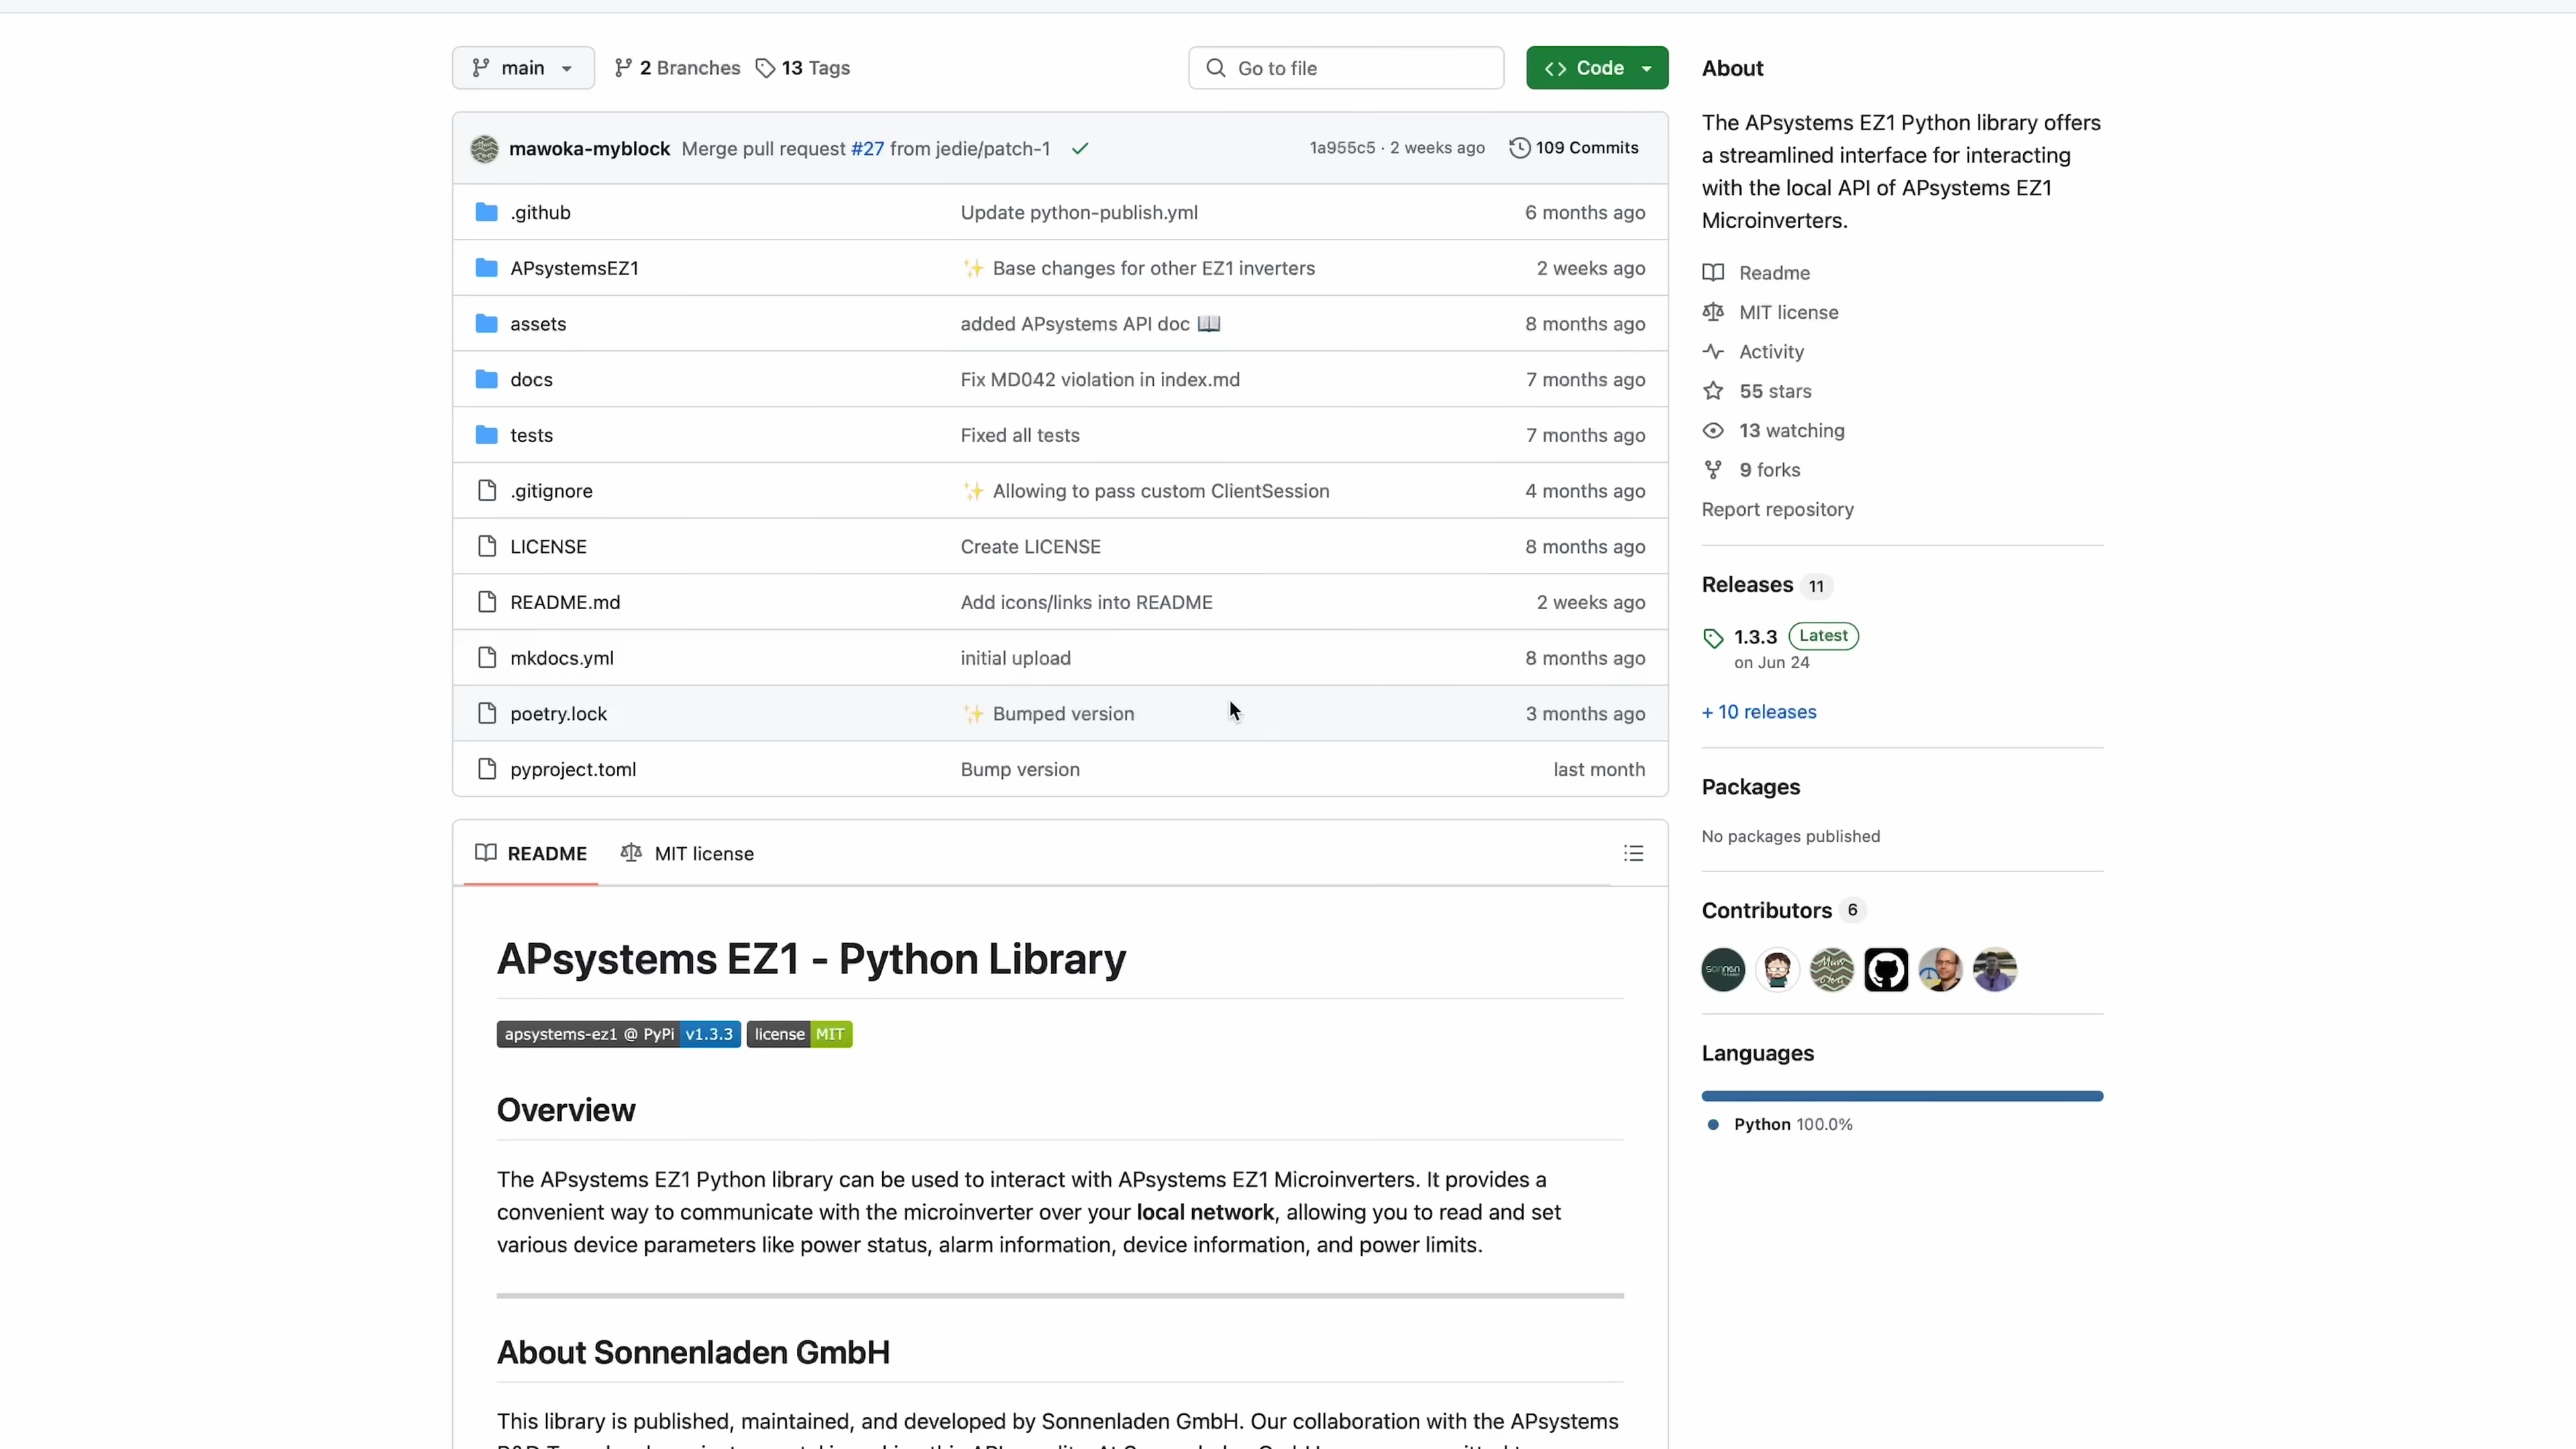 main
2 Branches
13 Tags
Go to file
Code
mawoka-myblock Merge pull request #27 from jedie/patch-1
1a955c5 · 2 weeks ago
109 Commits
.github Update python-publish.yml 6 months ago
APsystemsEZ1 ✨ Base changes for other EZ1 inverters 2 weeks ago
assets added APsystems API doc 📖 8 months ago
docs Fix MD042 violation in index.md 7 months ago
tests Fixed all tests 7 months ago
.gitignore ✨ Allowing to pass custom ClientSession 4 months ago
LICENSE Create LICENSE 8 months ago
README.md Add icons/links into README 2 weeks ago
mkdocs.yml initial upload 8 months ago
poetry.lock ✨ Bumped version 3 months ago
pyproject.toml Bump version last month
README
MIT license
APsystems EZ1 - Python Library
apsystems-ez1 @ PyPi v1.3.3 license MIT
Overview
The APsystems EZ1 Python library can be used to interact with APsystems EZ1 Microinverters. It provides a
convenient way to communicate with the microinverter over your local network, allowing you to read and set
various device parameters like power status, alarm information, device information, and power limits.
About Sonnenladen GmbH
This library is published, maintained, and developed by Sonnenladen GmbH. Our collaboration with the APsystems
About
The APsystems EZ1 Python library offers
a streamlined interface for interacting
with the local API of APsystems EZ1
Microinverters.
Readme
MIT license
Activity
55 stars
13 watching
9 forks
Report repository
Releases 11
1.3.3 Latest
on Jun 24
+ 10 releases
Packages
No packages published
Contributors 6
sonnen
Languages
Python 100.0%